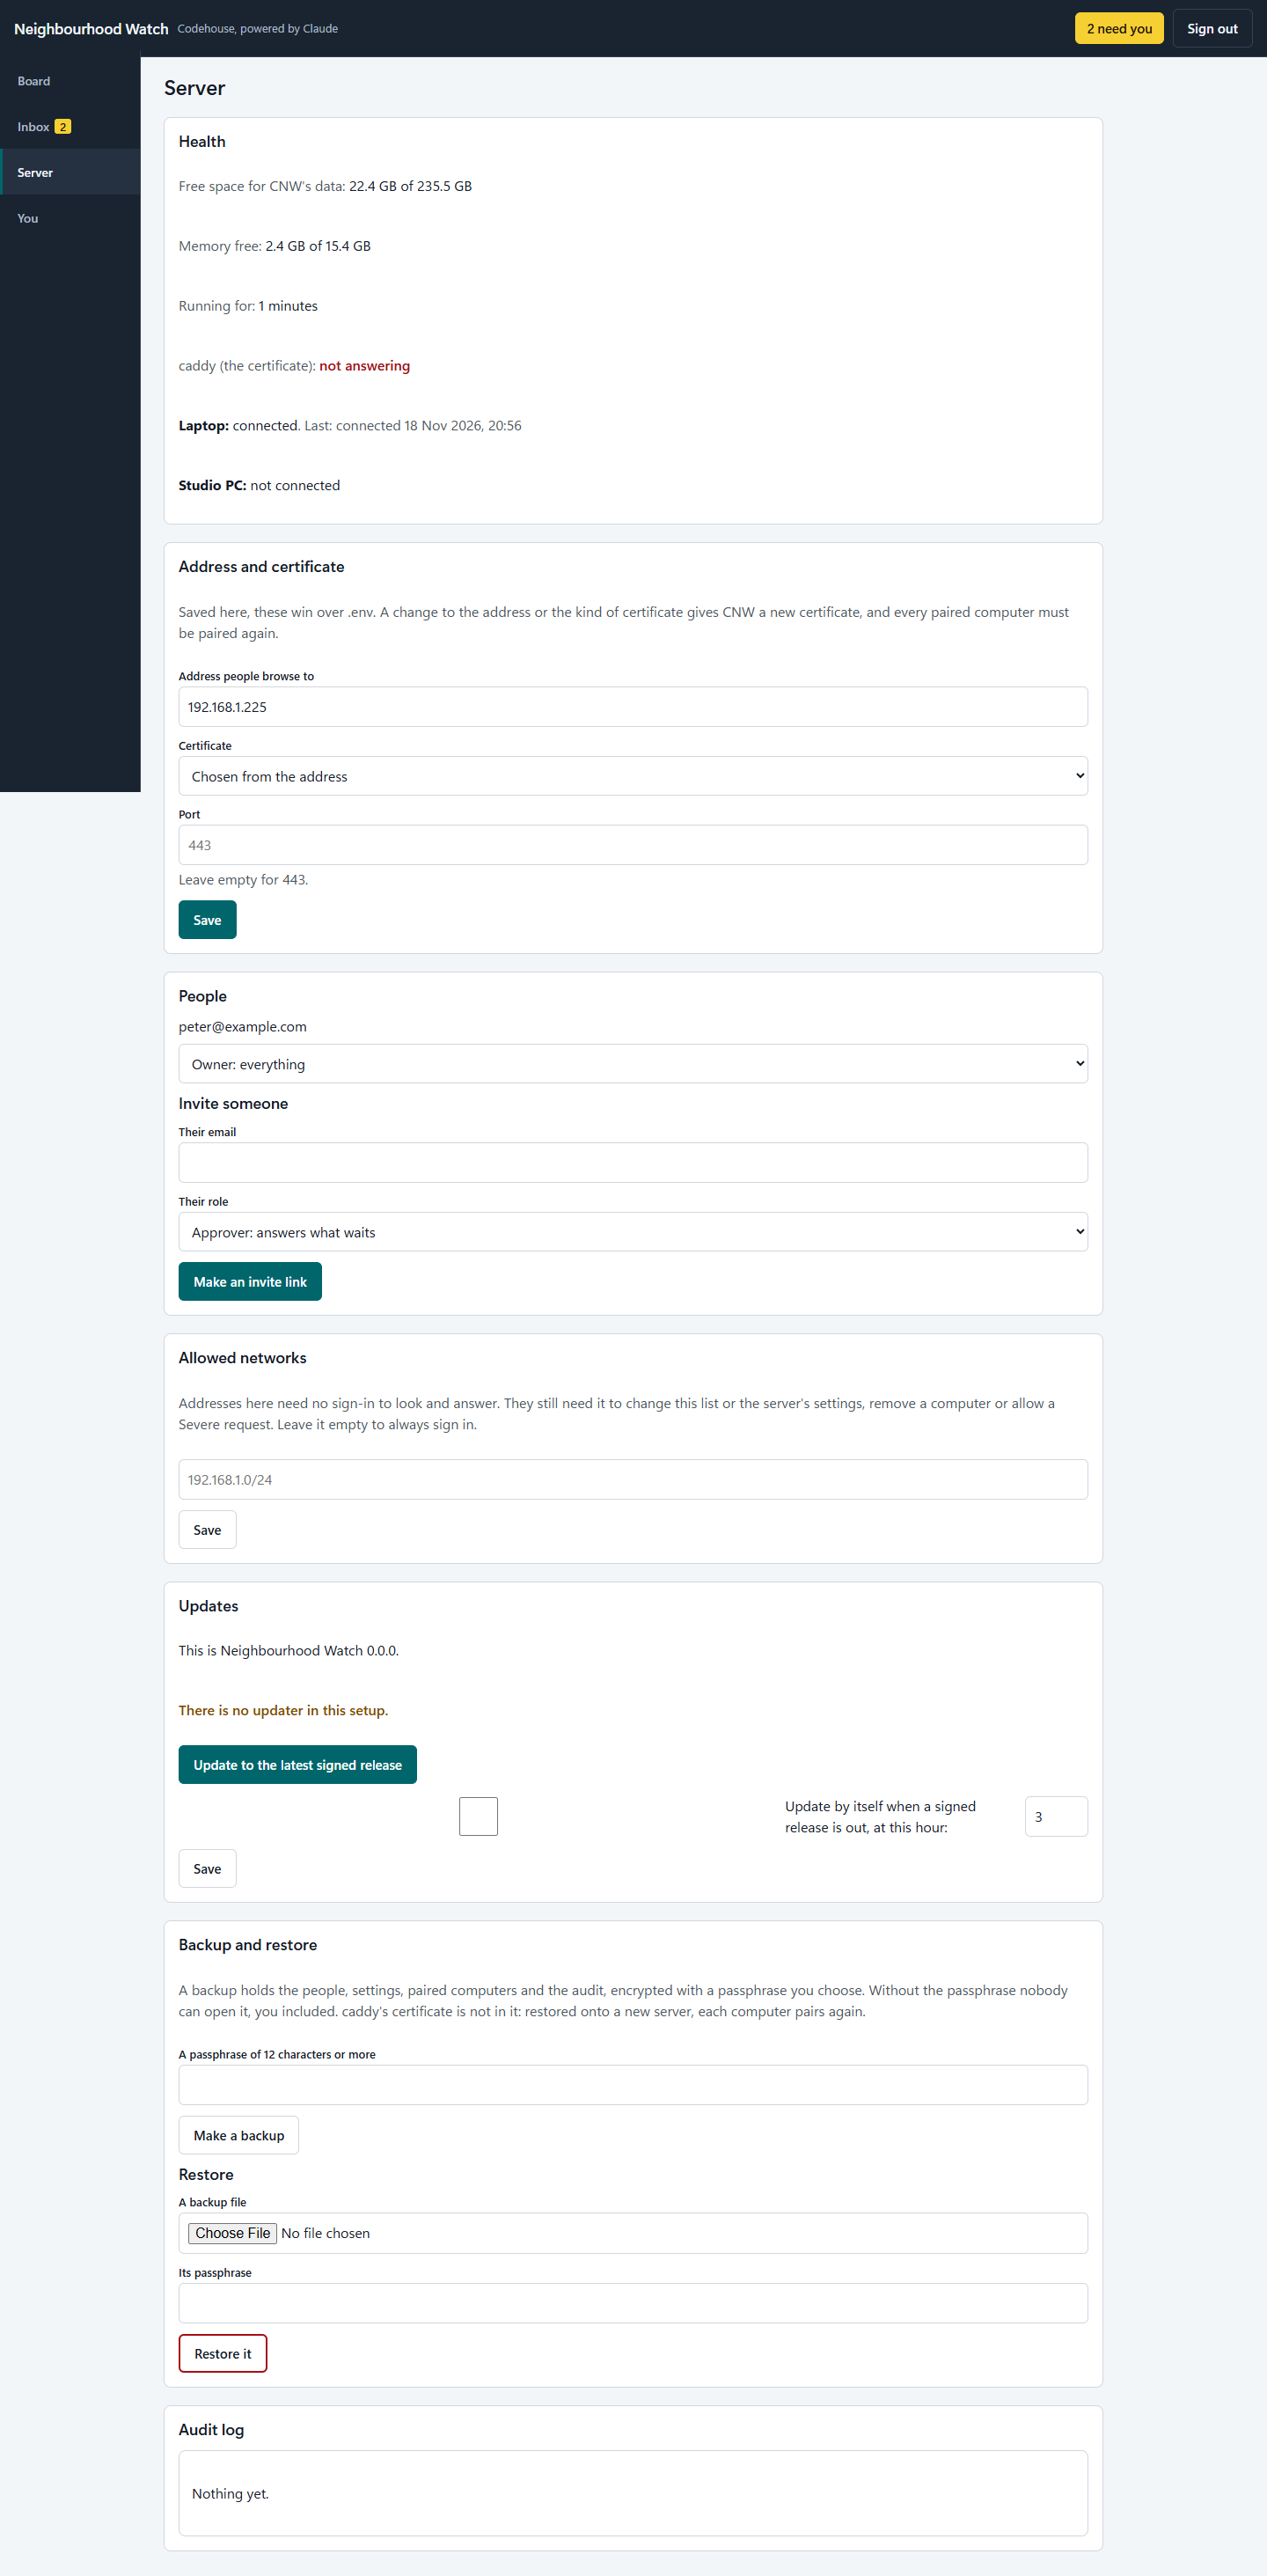 Neighbourhood Watch Codehouse, powered by Claude
2 need you
Sign out
Board
Inbox 2
Server
You
Server
Health
Free space for CNW's data: 22.4 GB of 235.5 GB
Memory free: 2.4 GB of 15.4 GB
Running for: 1 minutes
caddy (the certificate): not answering
Laptop: connected. Last: connected 18 Nov 2026, 20:56
Studio PC: not connected
Address and certificate
Saved here, these win over .env. A change to the address or the kind of certificate gives CNW a new certificate, and every paired computer must
be paired again.
Address people browse to
192.168.1.225
Certificate
Chosen from the address
Port
443
Leave empty for 443.
Save
People
peter@example.com
Owner: everything
Invite someone
Their email
Their role
Approver: answers what waits
Make an invite link
Allowed networks
Addresses here need no sign-in to look and answer. They still need it to change this list or the server's settings, remove a computer or allow a
Severe request. Leave it empty to always sign in.
192.168.1.0/24
Save
Updates
This is Neighbourhood Watch 0.0.0.
There is no updater in this setup.
Update to the latest signed release
Update by itself when a signed
release is out, at this hour:
3
Save
Backup and restore
A backup holds the people, settings, paired computers and the audit, encrypted with a passphrase you choose. Without the passphrase nobody
can open it, you included. caddy's certificate is not in it: restored onto a new server, each computer pairs again.
A passphrase of 12 characters or more
Make a backup
Restore
A backup file
Choose File No file chosen
Its passphrase
Restore it
Audit log
Nothing yet.